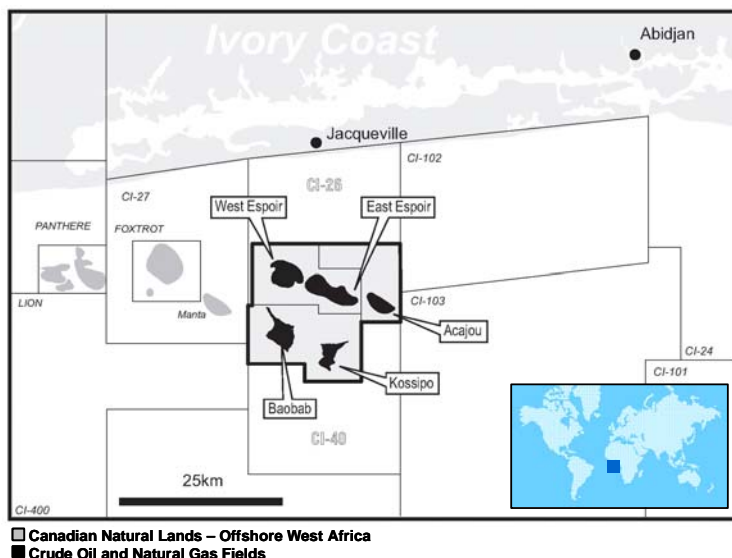 Ivory Coast
Abidjan
Jacqueville
CI-102
CI-26
CI-27
West Espoir
East Espoir
PANTHERE
FOXTROT
LION
Manta
CI-103
Acajou
CI-24
CI-101
Kossipo
Baobab
CI-40
25km
CI-400
Canadian Natural Lands – Offshore West Africa
Crude Oil and Natural Gas Fields